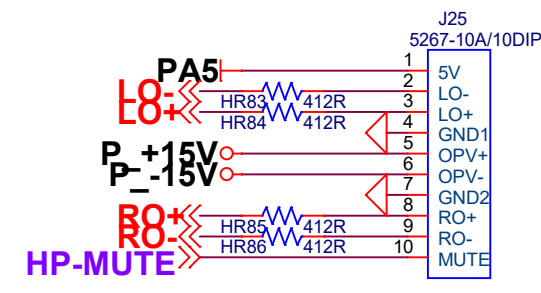 J25
5267-10A/10DIP
PA5 1 5V
LO- HR83 412R 2 LO-
LO+ HR84 412R 3 LO+
4 GND1
P_+15V 5 OPV+
P_-15V 6 OPV-
7 GND2
RO+ HR85 412R 8 RO+
RO- HR86 412R 9 RO-
HP-MUTE 10 MUTE